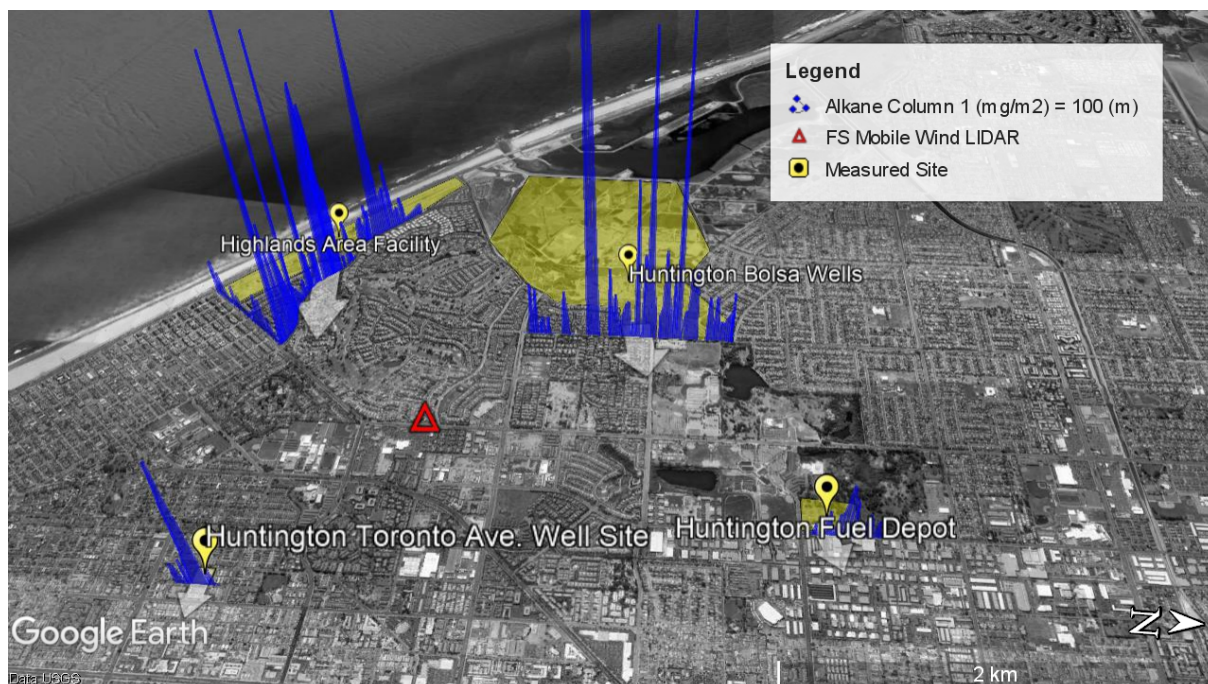 Legend
Alkane Column 1 (mg/m2) = 100 (m)
FS Mobile Wind LIDAR
Measured Site
Highlands Area Facility
Huntington Bolsa Wells
Huntington Toronto Ave. Well Site
Huntington Fuel Depot
N
Google Earth
2 km
Data USGS